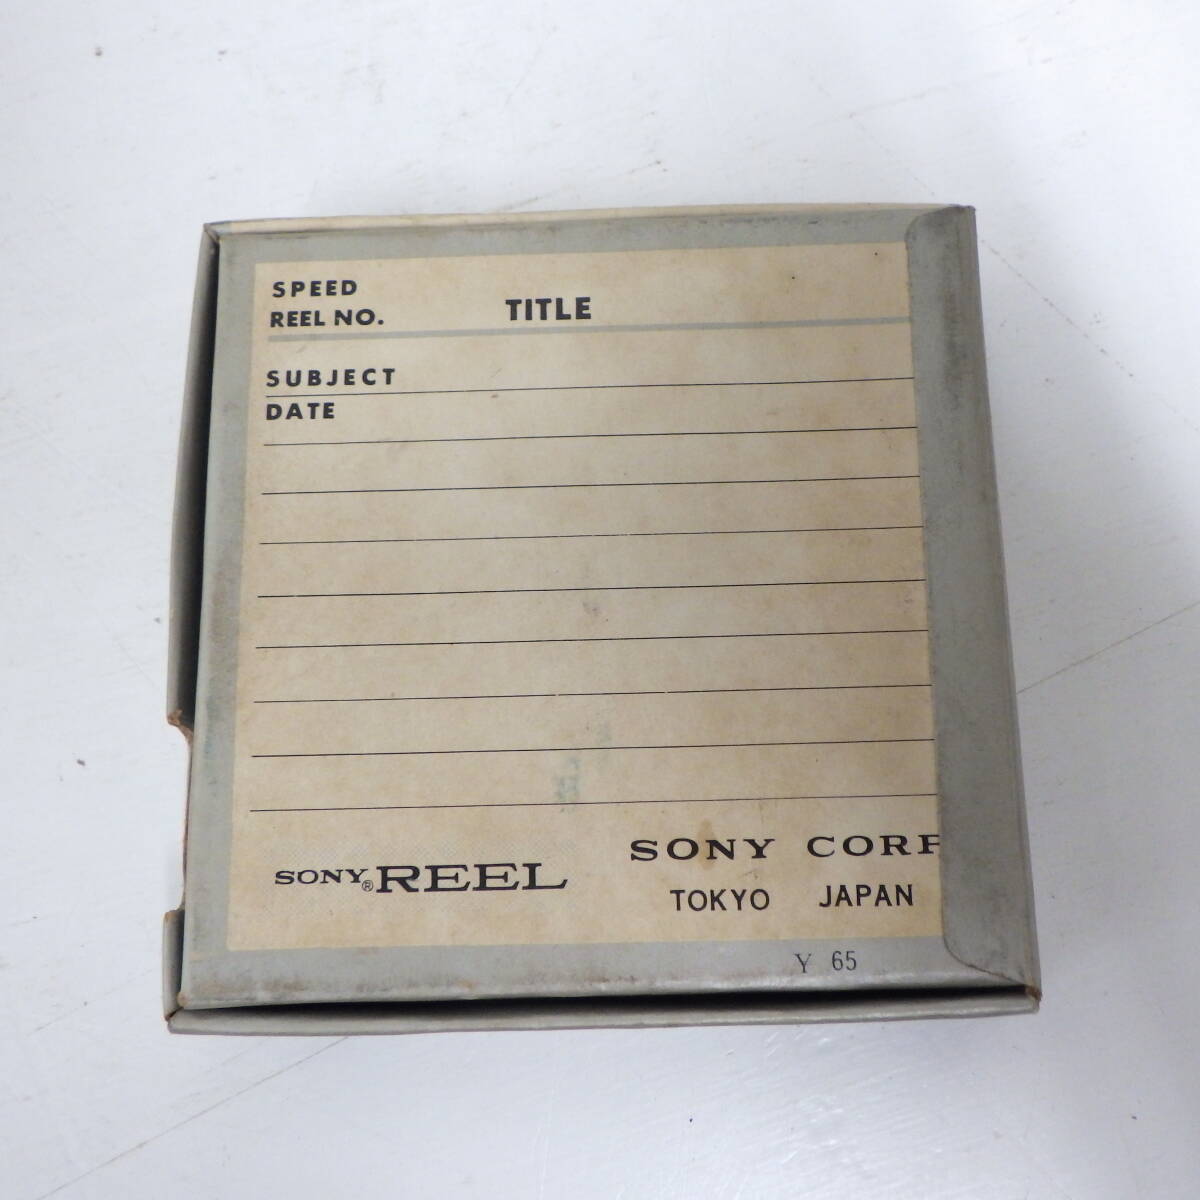 SPEED
REEL NO. TITLE
SUBJECT
DATE
SONY® REEL
SONY CORP
TOKYO JAPAN
Y 65